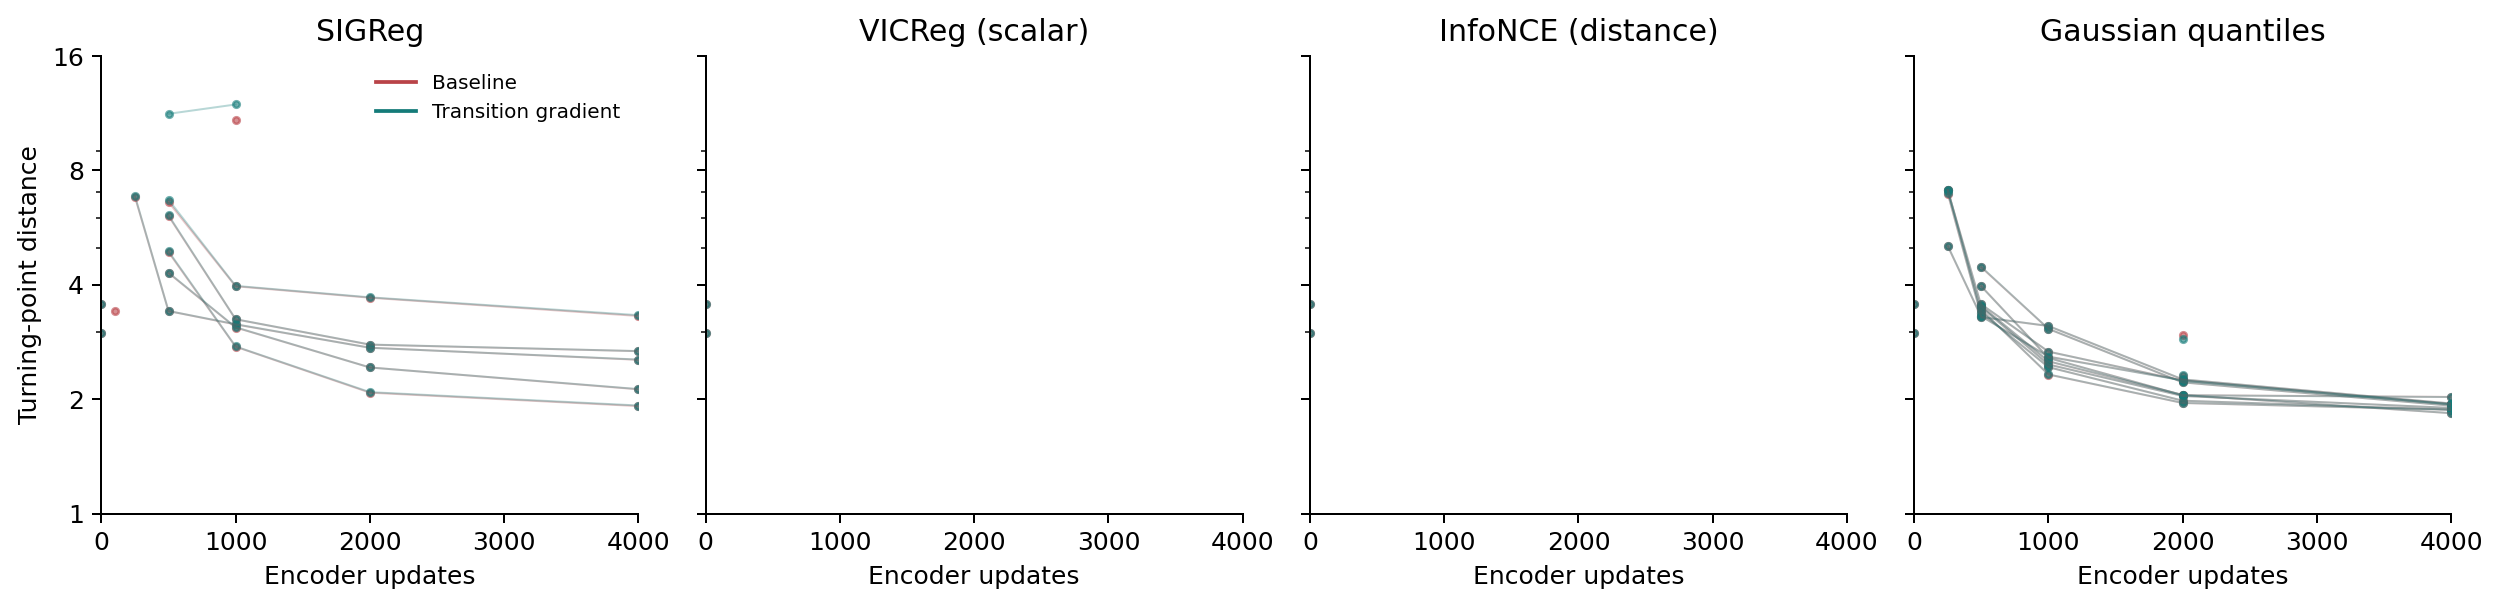 SIGReg
VICReg (scalar)
InfoNCE (distance)
Gaussian quantiles
Baseline
Transition gradient
Turning-point distance
16
8
4
2
1
0 1000 2000 3000 4000
0 1000 2000 3000 4000
0 1000 2000 3000 4000
0 1000 2000 3000 4000
Encoder updates
Encoder updates
Encoder updates
Encoder updates